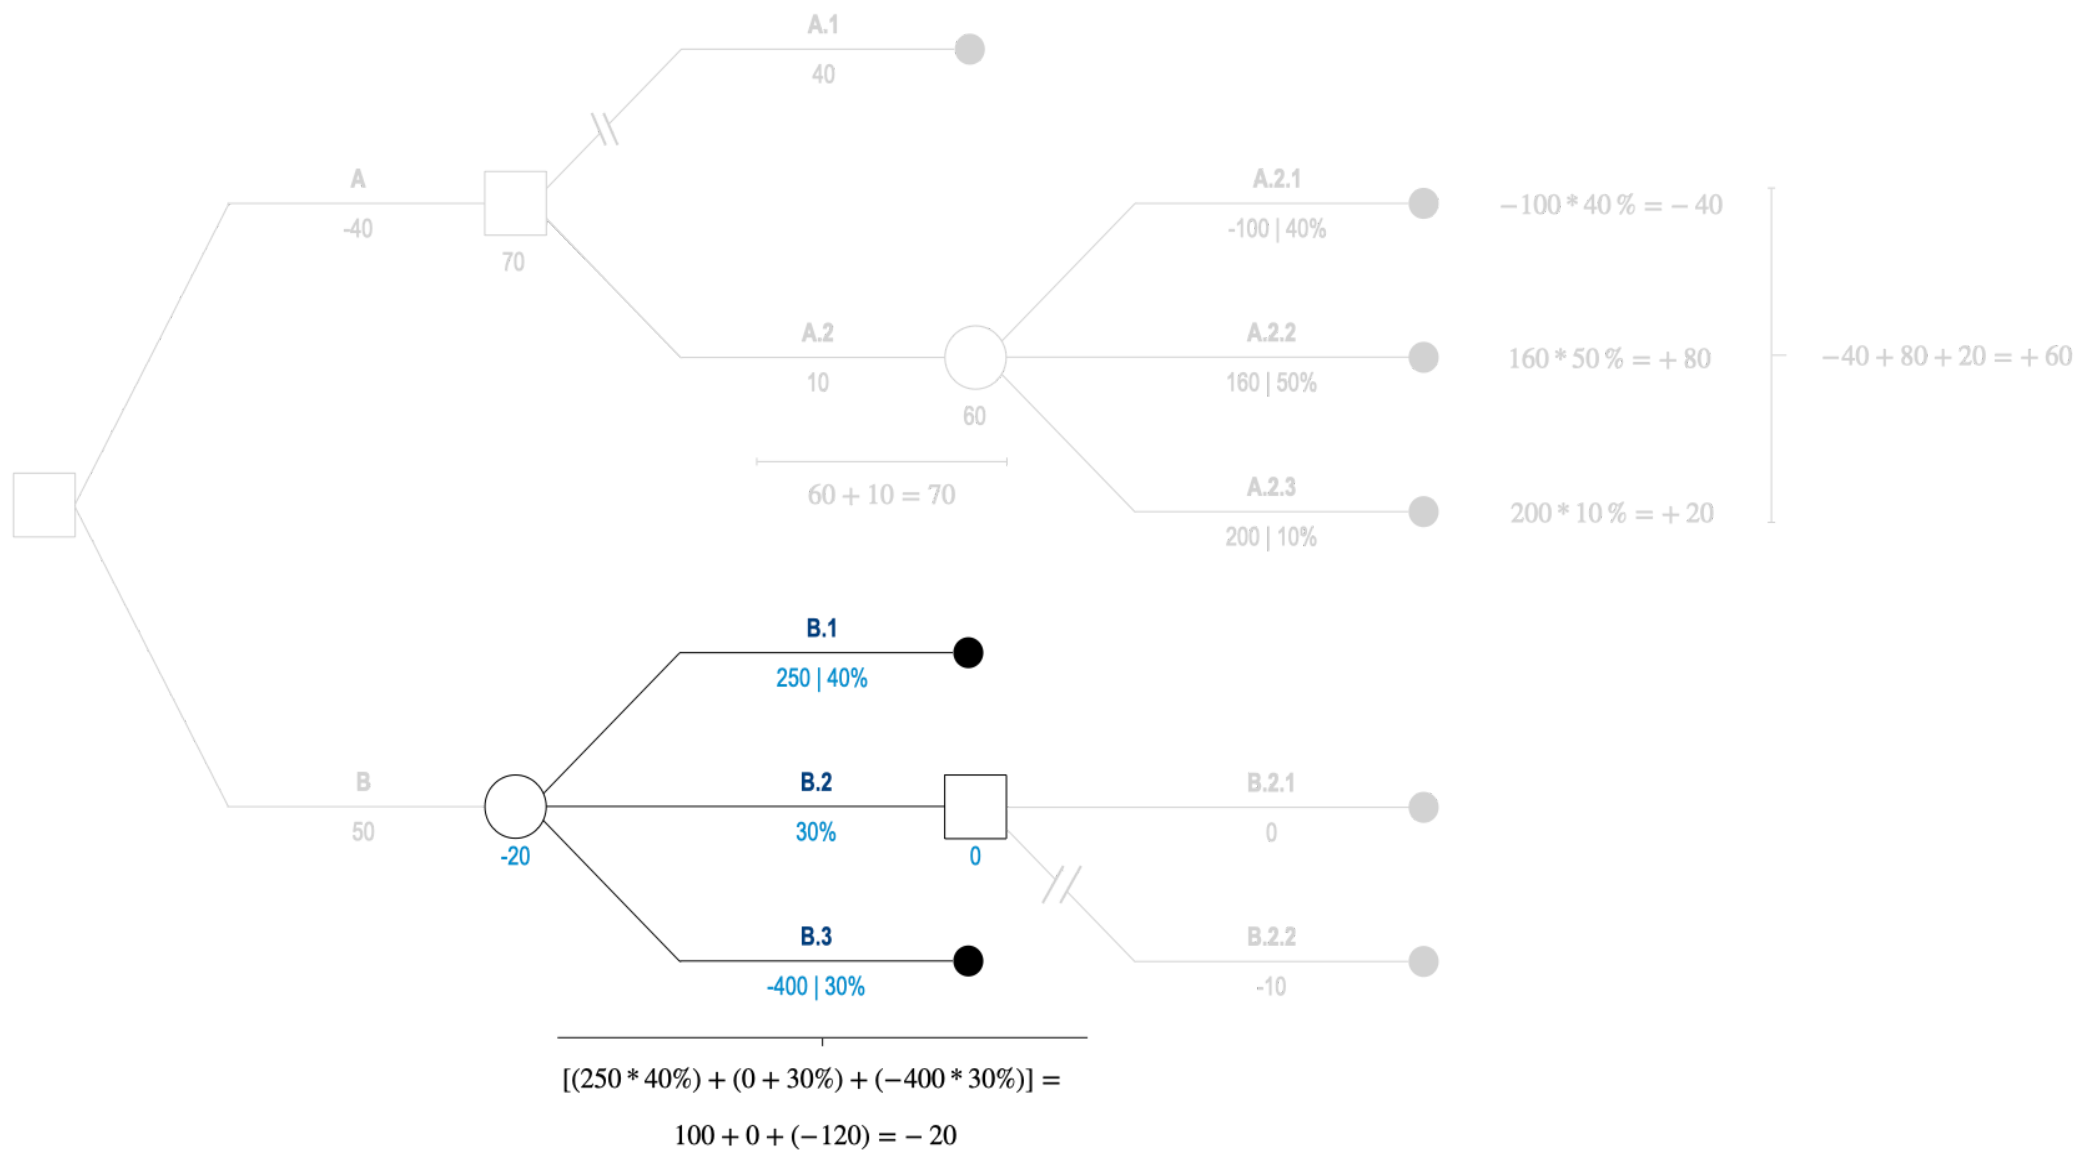 A.1
40
A
-40
70
A.2.1
-100 | 40%
−100 * 40 % = − 40
A.2
10
60
A.2.2
160 | 50%
160 * 50 % = + 80
−40 + 80 + 20 = + 60
60 + 10 = 70
A.2.3
200 | 10%
200 * 10 % = + 20
B.1
250 | 40%
B
50
-20
B.2
30%
0
B.2.1
0
B.3
-400 | 30%
B.2.2
-10
[(250 * 40%) + (0 + 30%) + (−400 * 30%)] =
100 + 0 + (−120) = − 20